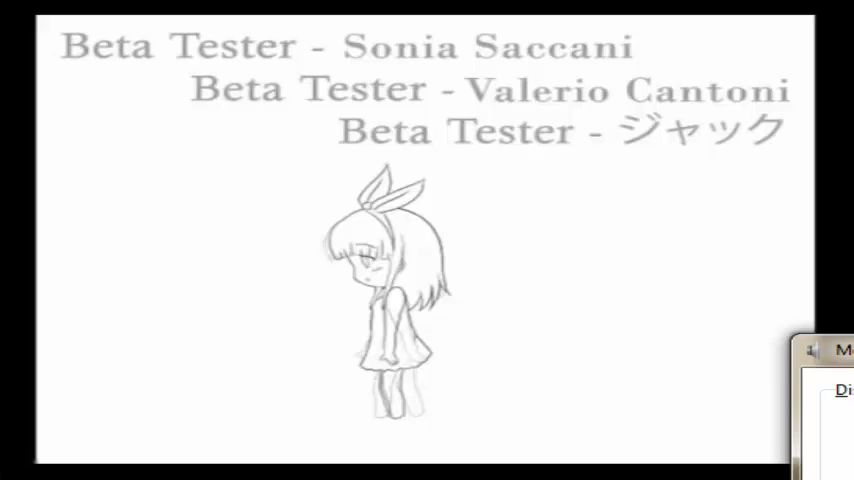 Beta Tester - Sonia Saccani
Beta Tester - Valerio Cantoni
Beta Tester - ジャック